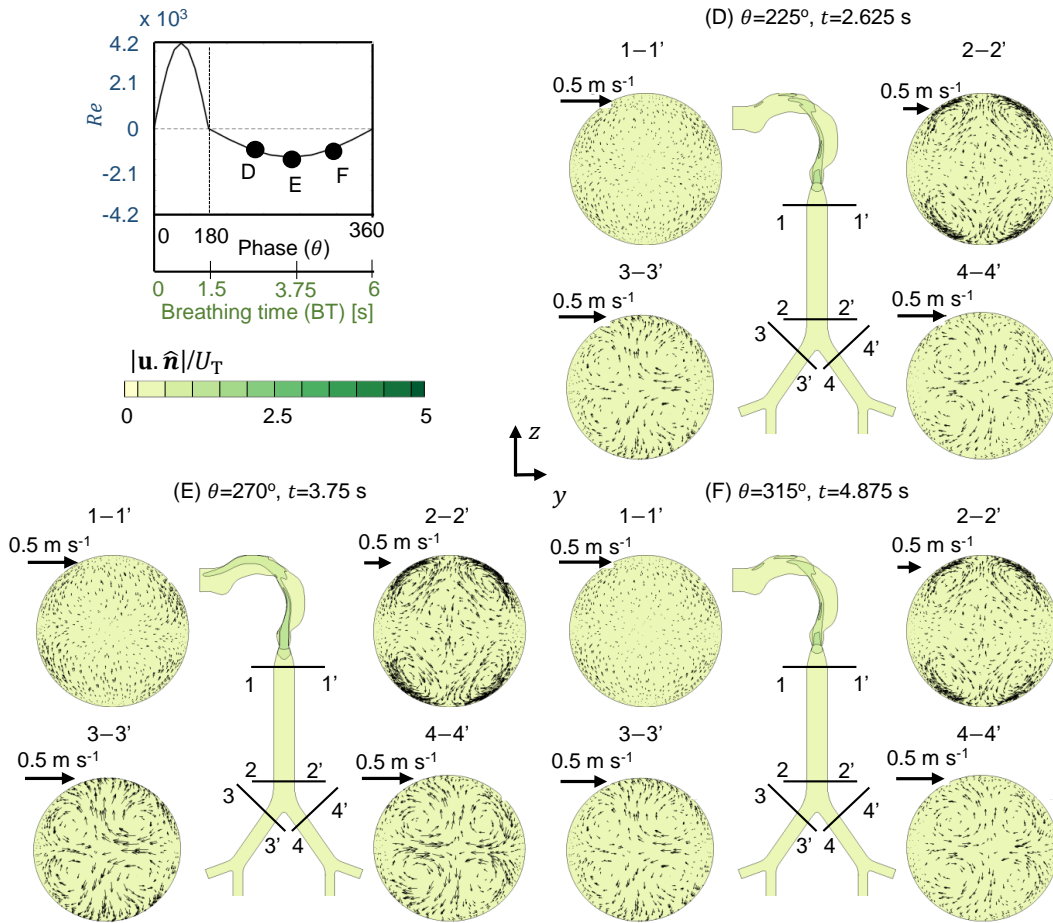 x 10³
4.2
2.1
0
-2.1
-4.2
Re
D
E
F
0 180 360
Phase (θ)
0 1.5 3.75 6
Breathing time (BT) [s]
|u. n̂|/U_T
0 2.5 5
z
y
(D) θ=225º, t=2.625 s
1–1’
2–2’
0.5 m s⁻¹
0.5 m s⁻¹
1 1’
3–3’
4–4’
0.5 m s⁻¹
0.5 m s⁻¹
2 2’
3 4’
3’ 4
(E) θ=270º, t=3.75 s
1–1’
2–2’
0.5 m s⁻¹
0.5 m s⁻¹
1 1’
3–3’
4–4’
0.5 m s⁻¹
0.5 m s⁻¹
2 2’
3 4’
3’ 4
(F) θ=315º, t=4.875 s
1–1’
2–2’
0.5 m s⁻¹
0.5 m s⁻¹
1 1’
3–3’
4–4’
0.5 m s⁻¹
0.5 m s⁻¹
2 2’
3 4’
3’ 4